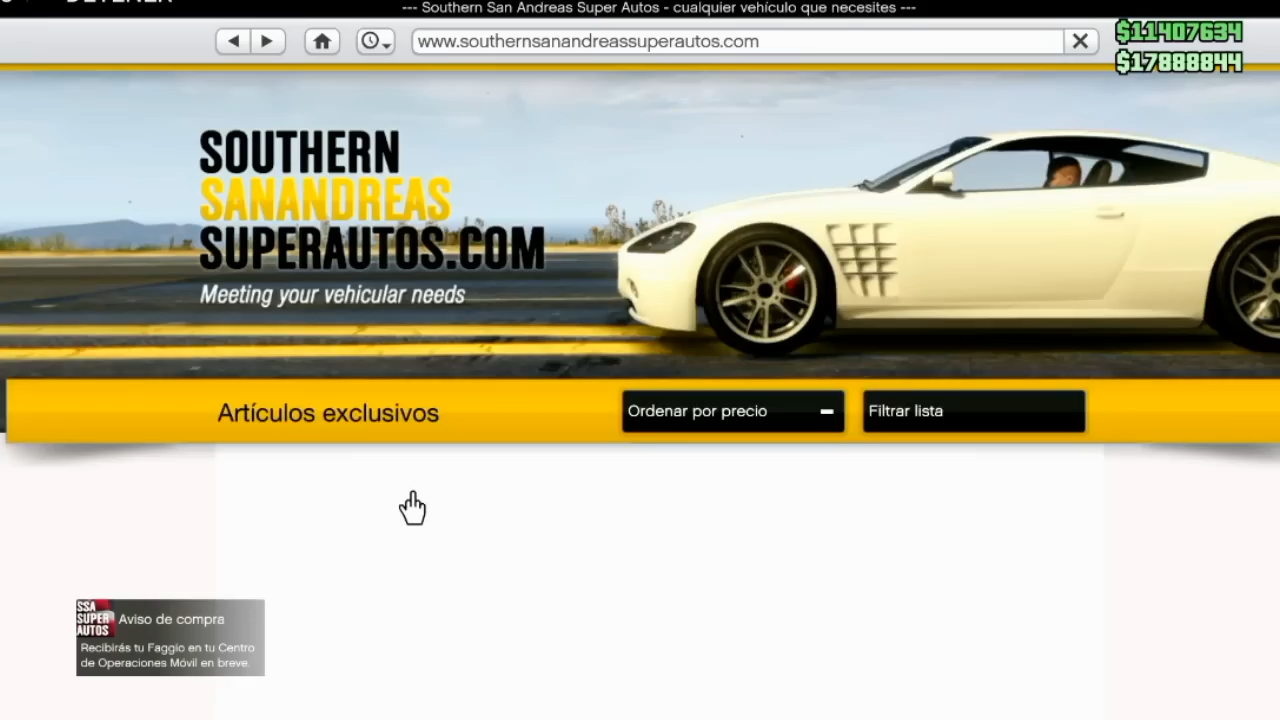 --- Southern San Andreas Super Autos - cualquier vehículo que necesites ---
www.southernsanandreassuperautos.com
$11407634
$17888844
SOUTHERN
SANANDREAS
SUPERAUTOS.COM
Meeting your vehicular needs
Artículos exclusivos
Ordenar por precio
Filtrar lista
SSA
SUPER
AUTOS
Aviso de compra
Recibirás tu Faggio en tu Centro
de Operaciones Móvil en breve.